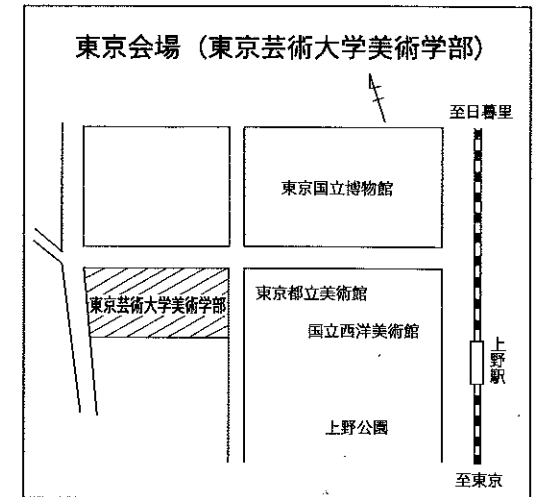 東京会場（東京芸術大学美術学部）
至日暮里
東京国立博物館
東京都立美術館
東京芸術大学美術学部
国立西洋美術館
上野駅
上野公園
至東京